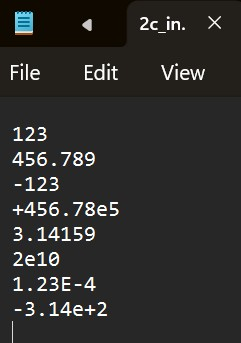 2c_in.
File Edit View
123
456.789
-123
+456.78e5
3.14159
2e10
1.23E-4
-3.14e+2